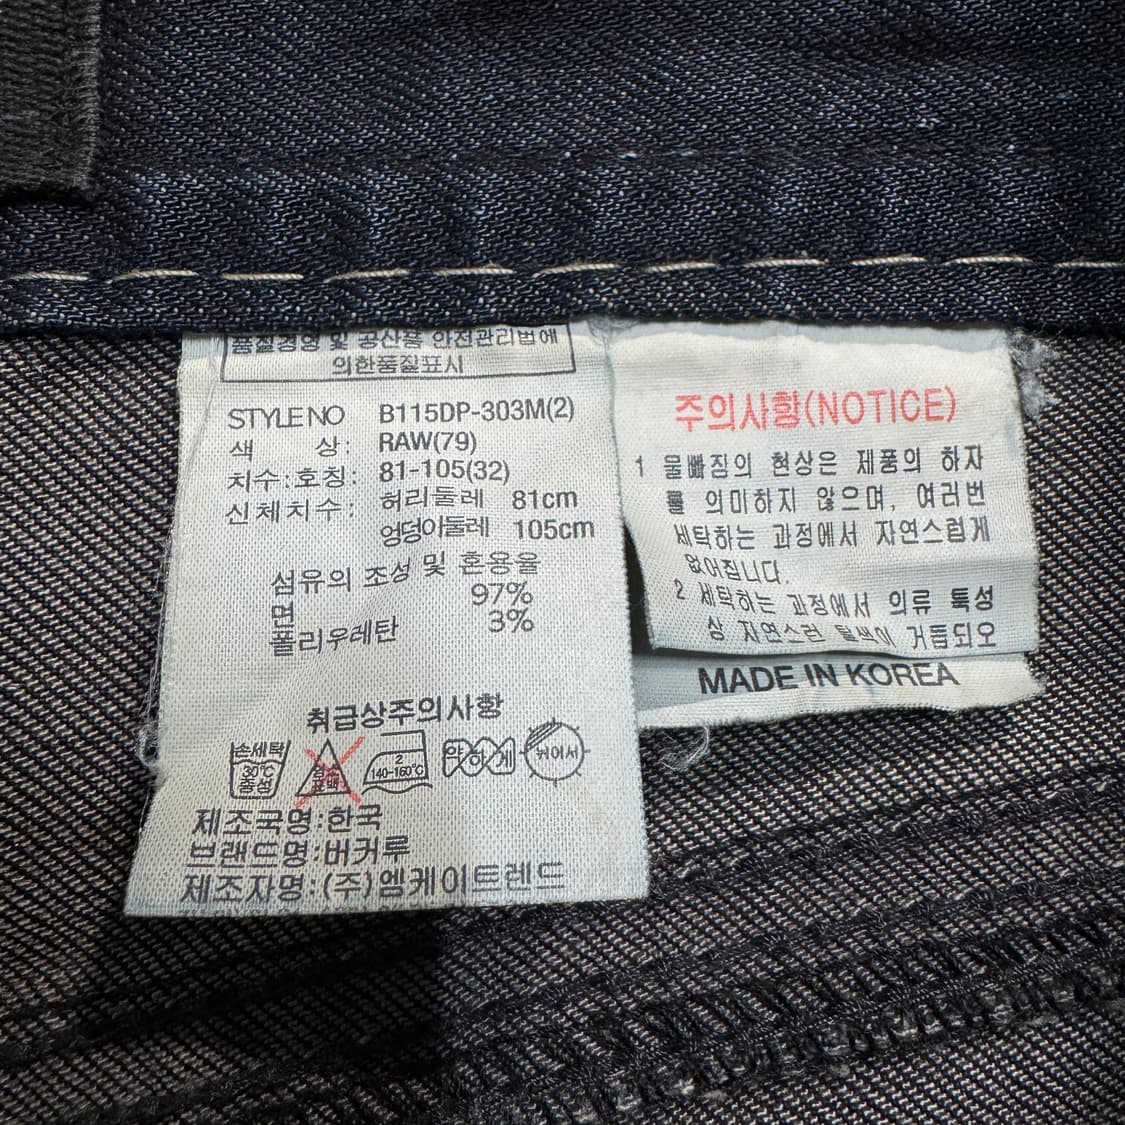 품질경영 및 공산품 안전관리법에
의한품질표시
STYLE NO B115DP-303M(2)
색 상: RAW(79)
치수:호칭: 81-105(32)
신체치수: 허리둘레 81cm
엉덩이둘레 105cm
섬유의 조성 및 혼용율
면 97%
폴리우레탄 3%
취급상주의사항
손세탁
30℃
중성
염소
표백
2
140-160℃
약하게
뉘어서
제조국명:한국
브랜드명:버커루
제조자명:(주)엠케이트렌드
주의사항(NOTICE)
1 물빠짐의 현상은 제품의 하자
를 의미하지 않으며, 여러번
세탁하는 과정에서 자연스럽게
없어집니다.
2 세탁하는 과정에서 의류 특성
상 자연스런 탈색이 거듭되오
MADE IN KOREA